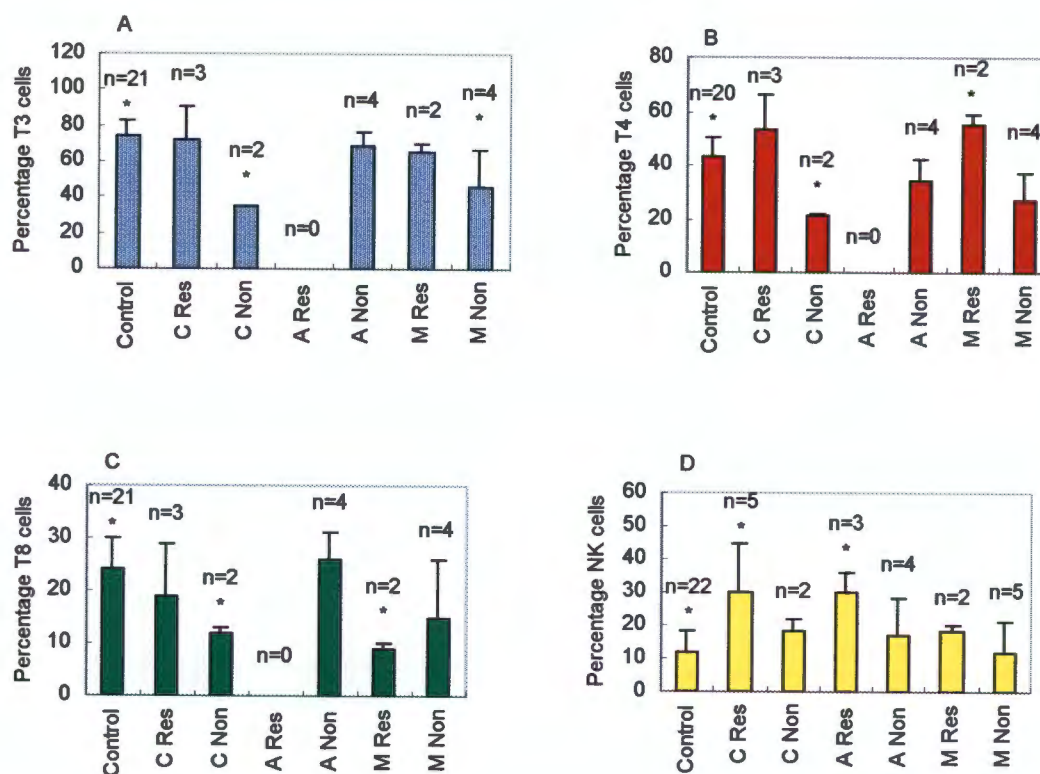 A
Percentage T3 cells
120
100
80
60
40
20
0
n=21
*
n=3
n=2
*
n=0
n=4
n=2
n=4
*
Control
C Res
C Non
A Res
A Non
M Res
M Non
B
Percentage T4 cells
80
60
40
20
0
n=20
*
n=3
n=2
*
n=0
n=4
n=2
*
n=4
Control
C Res
C Non
A Res
A Non
M Res
M Non
C
Percentage T8 cells
40
30
20
10
0
n=21
*
n=3
n=2
*
n=0
n=4
n=2
*
n=4
Control
C Res
C Non
A Res
A Non
M Res
M Non
D
Percentage NK cells
60
50
40
30
20
10
0
n=22
*
n=5
*
n=2
n=3
*
n=4
n=2
n=5
Control
C Res
C Non
A Res
A Non
M Res
M Non